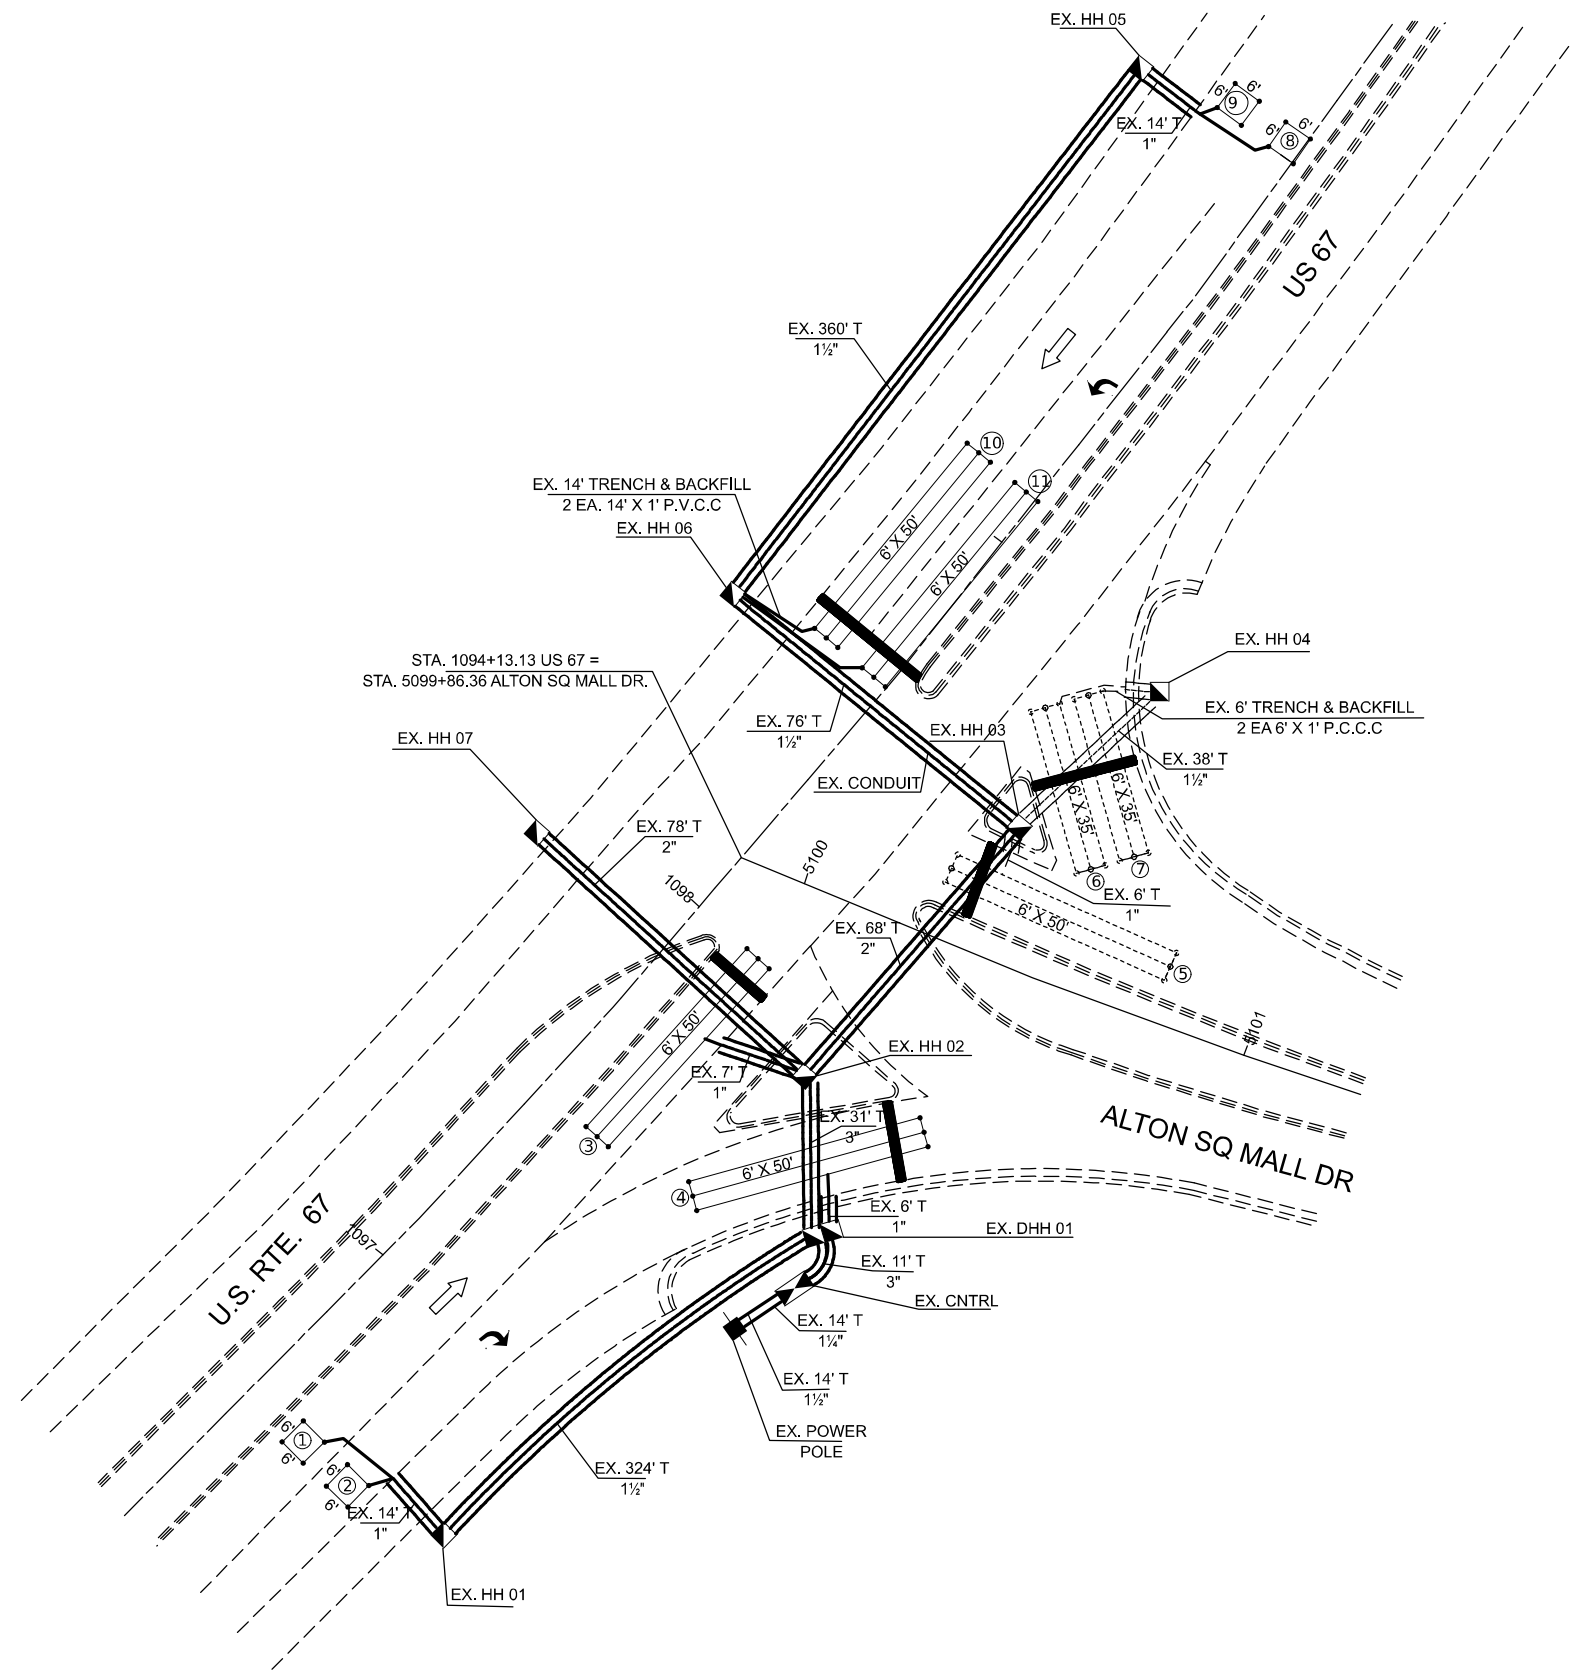 EX. HH 05
6'
6'
9
6'
6'
8
EX. 14' T
1"
US 67
EX. 360' T
1½"
10
11
EX. 14' TRENCH & BACKFILL
2 EA. 14' X 1' P.V.C.C
EX. HH 06
6' X 50'
6' X 50'
L
STA. 1094+13.13 US 67 =
STA. 5099+86.36 ALTON SQ MALL DR.
EX. HH 04
EX. 6' TRENCH & BACKFILL
2 EA 6' X 1' P.C.C.C
EX. 76' T
1½"
EX. HH 03
EX. HH 07
EX. 38' T
1½"
EX. CONDUIT
6' X 35'
6' X 35'
EX. 78' T
2"
5100
1098
6
7
EX. 6' T
1"
6' X 50'
EX. 68' T
2"
5
6' X 50'
5101
EX. HH 02
EX. 7' T
1"
EX. 31' T
3"
3
ALTON SQ MALL DR
6' X 50'
4
EX. 6' T
1"
EX. DHH 01
U.S. RTE. 67
1097
EX. 11' T
3"
EX. CNTRL
EX. 14' T
1¼"
EX. 14' T
1½"
EX. POWER
POLE
6'
1
6'
6'
2
6'
EX. 14' T
1"
EX. 324' T
1½"
EX. HH 01